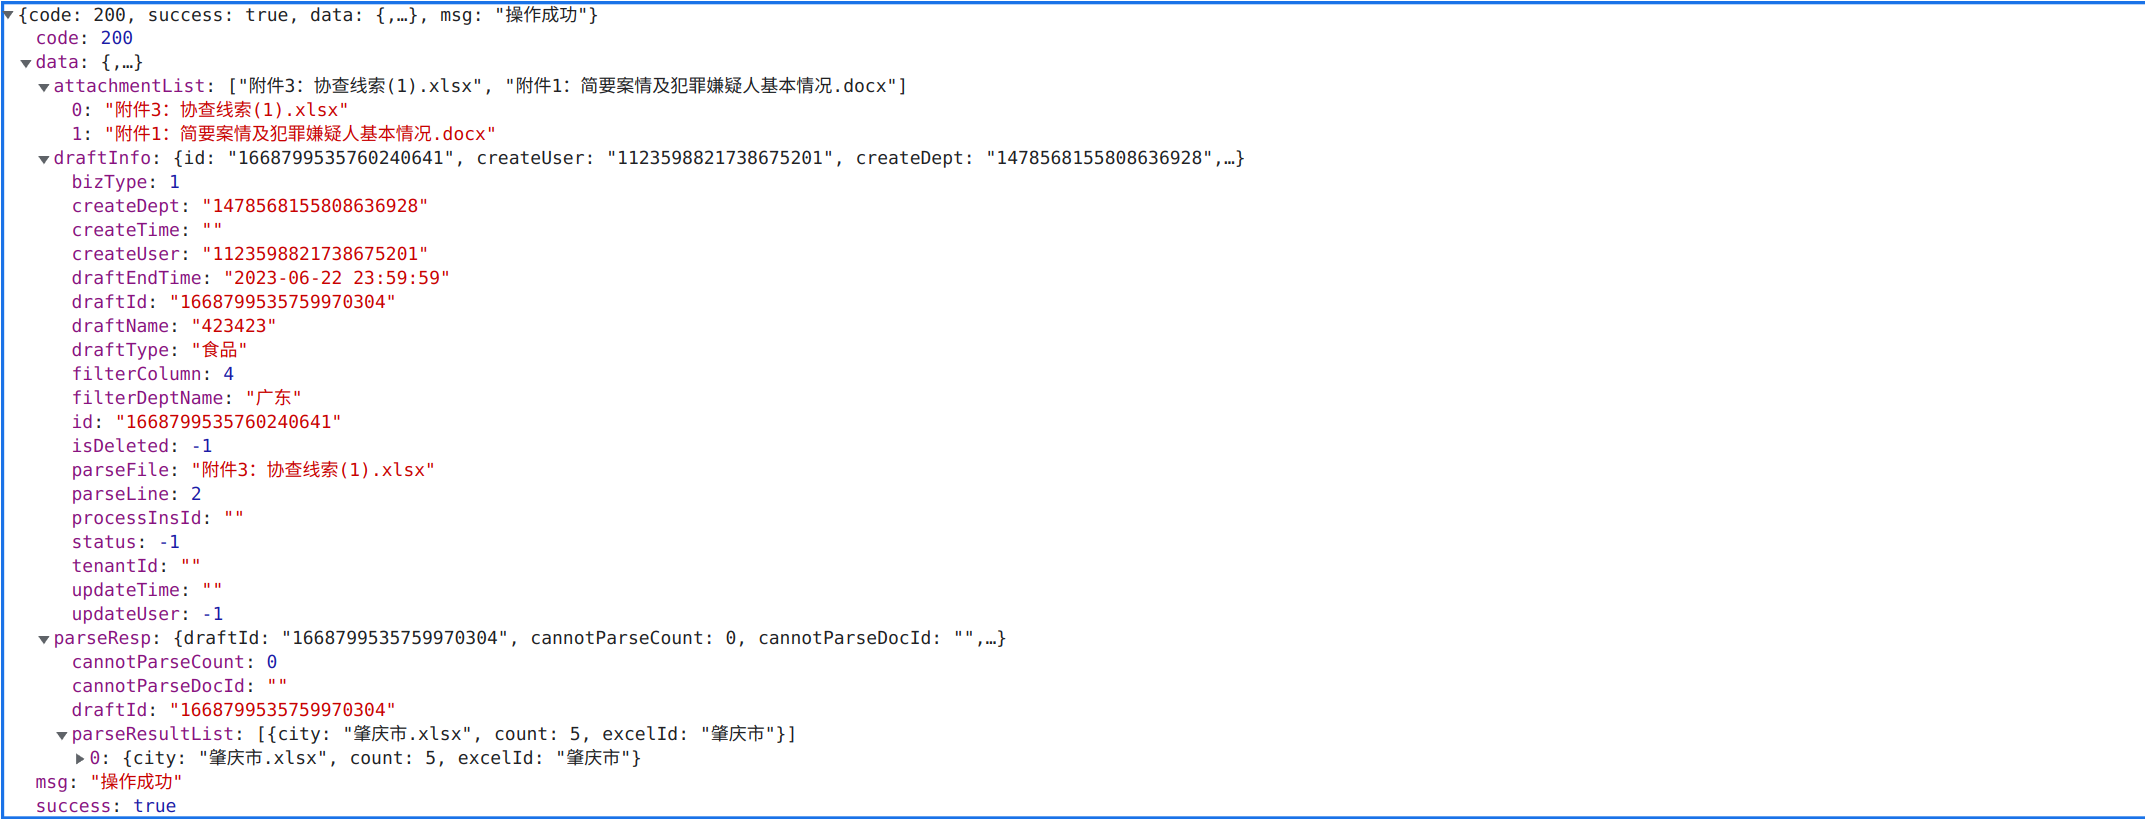 {code: 200, success: true, data: {,…}, msg: "操作成功"}
code: 200
data: {,…}
attachmentList: ["附件3：协查线索(1).xlsx", "附件1：简要案情及犯罪嫌疑人基本情况.docx"]
0: "附件3：协查线索(1).xlsx"
1: "附件1：简要案情及犯罪嫌疑人基本情况.docx"
draftInfo: {id: "1668799535760240641", createUser: "1123598821738675201", createDept: "1478568155808636928",…}
bizType: 1
createDept: "1478568155808636928"
createTime: ""
createUser: "1123598821738675201"
draftEndTime: "2023-06-22 23:59:59"
draftId: "1668799535759970304"
draftName: "423423"
draftType: "食品"
filterColumn: 4
filterDeptName: "广东"
id: "1668799535760240641"
isDeleted: -1
parseFile: "附件3：协查线索(1).xlsx"
parseLine: 2
processInsId: ""
status: -1
tenantId: ""
updateTime: ""
updateUser: -1
parseResp: {draftId: "1668799535759970304", cannotParseCount: 0, cannotParseDocId: "",…}
cannotParseCount: 0
cannotParseDocId: ""
draftId: "1668799535759970304"
parseResultList: [{city: "肇庆市.xlsx", count: 5, excelId: "肇庆市"}]
0: {city: "肇庆市.xlsx", count: 5, excelId: "肇庆市"}
msg: "操作成功"
success: true